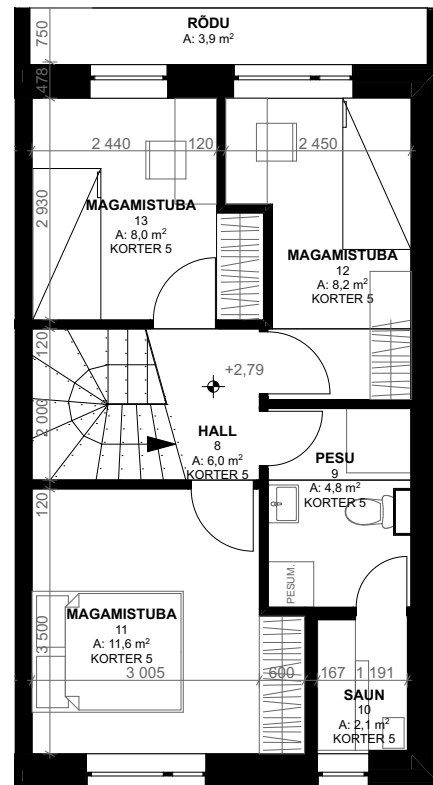 RÕDU
A: 3,9 m²
750
478
2 440
120
2 450
2 930
MAGAMISTUBA
13
A: 8,0 m²
KORTER 5
MAGAMISTUBA
12
A: 8,2 m²
KORTER 5
120
+2,79
2 000
HALL
8
A: 6,0 m²
KORTER 5
PESU
9
A: 4,8 m²
KORTER 5
120
PESUM.
MAGAMISTUBA
11
A: 11,6 m²
KORTER 5
3 500
3 005
600
167
1 191
SAUN
10
A: 2,1 m²
KORTER 5